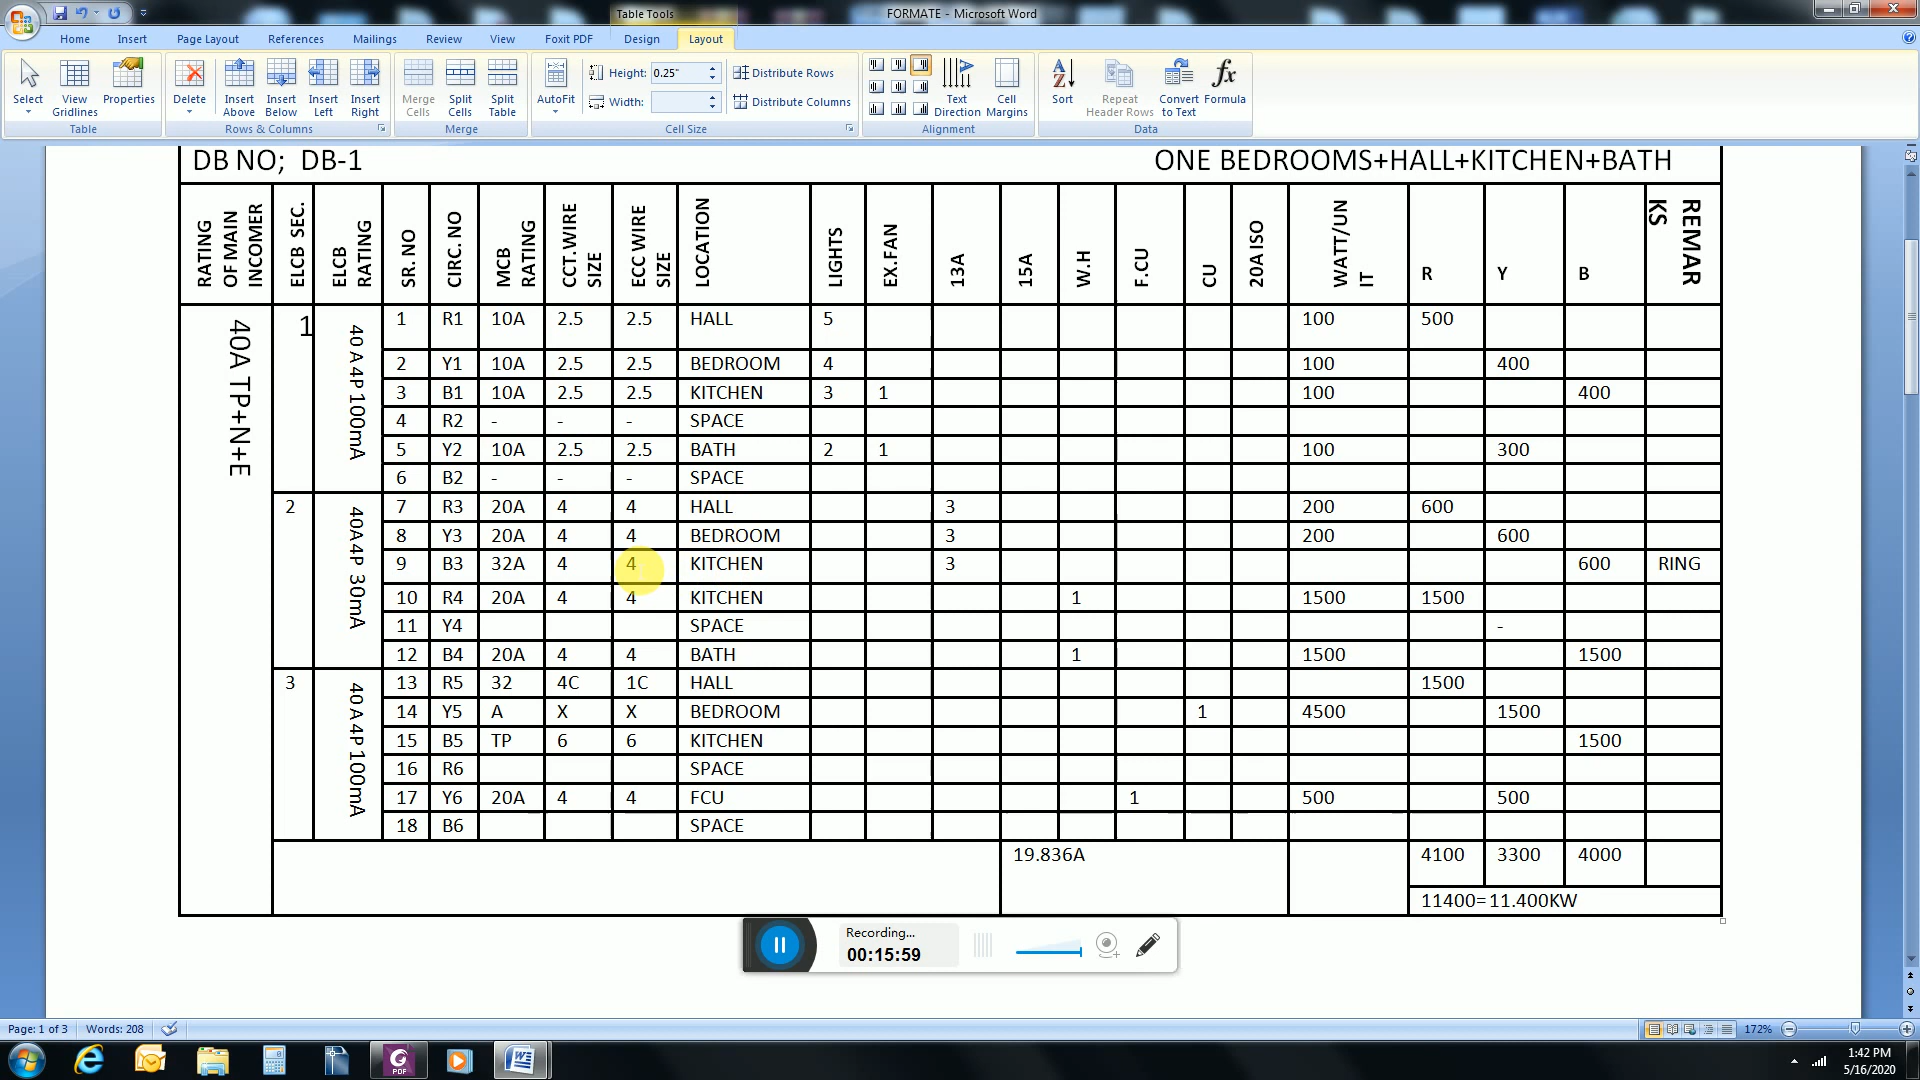 Table Tools
FORMATE - Microsoft Word
Home Insert Page Layout References Mailings Review View Foxit PDF Design Layout
Select View Gridlines Properties Delete Insert Above Insert Below Insert Left Insert Right Merge Cells Split Cells Split Table AutoFit Height: 0.25" Distribute Rows Width: Distribute Columns Text Direction Cell Margins Sort Repeat Header Rows Convert to Text Formula
Table Rows & Columns Merge Cell Size Alignment Data
DB NO; DB-1 ONE BEDROOMS+HALL+KITCHEN+BATH
RATING OF MAIN INCOMER ELCB SEC. ELCB RATING SR. NO CIRC. NO MCB RATING CCT. WIRE SIZE ECC WIRE SIZE LOCATION LIGHTS EX.FAN 13A 15A W.H F.CU CU 20A ISO WATT/UNIT R Y B REMARKS
40A TP+N+E
1 40 A 4P 100mA 1 R1 10A 2.5 2.5 HALL 5 100 500
2 Y1 10A 2.5 2.5 BEDROOM 4 100 400
3 B1 10A 2.5 2.5 KITCHEN 3 1 100 400
4 R2 - - - SPACE
5 Y2 10A 2.5 2.5 BATH 2 1 100 300
6 B2 - - - SPACE
2 40A 4P 30mA 7 R3 20A 4 4 HALL 3 200 600
8 Y3 20A 4 4 BEDROOM 3 200 600
9 B3 32A 4 4 KITCHEN 3 600 RING
10 R4 20A 4 4 KITCHEN 1 1500 1500
11 Y4 SPACE -
12 B4 20A 4 4 BATH 1 1500 1500
3 40 A 4P 100mA 13 R5 32 4C 1C HALL 1500
14 Y5 A X X BEDROOM 1 4500 1500
15 B5 TP 6 6 KITCHEN 1500
16 R6 SPACE
17 Y6 20A 4 4 FCU 1 500 500
18 B6 SPACE
19.836A 4100 3300 4000
11400=11.400KW
Recording...
00:15:59
Page: 1 of 3 Words: 208 172%
PDF
1:42 PM
5/16/2020